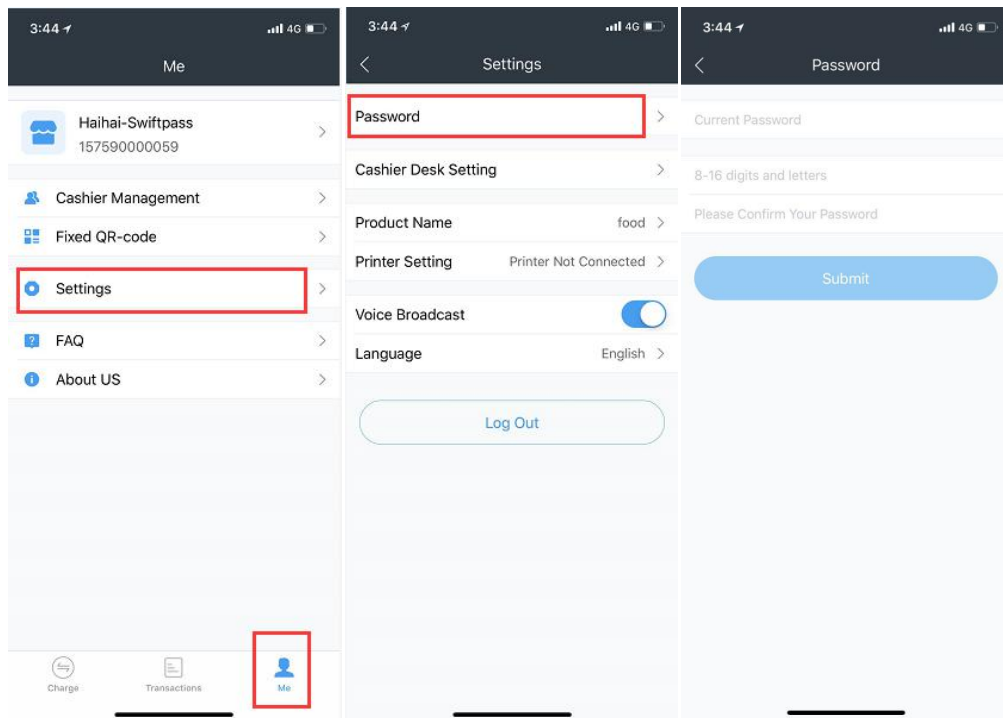 3:44
4G
Me
Haihai-Swiftpass
157590000059
Cashier Management
Fixed QR-code
Settings
? FAQ
About US
Charge
Transactions
Me
3:44
4G
Settings
Password
Cashier Desk Setting
Product Name food
Printer Setting Printer Not Connected
Voice Broadcast
Language English
Log Out
3:44
4G
Password
Current Password
8-16 digits and letters
Please Confirm Your Password
Submit